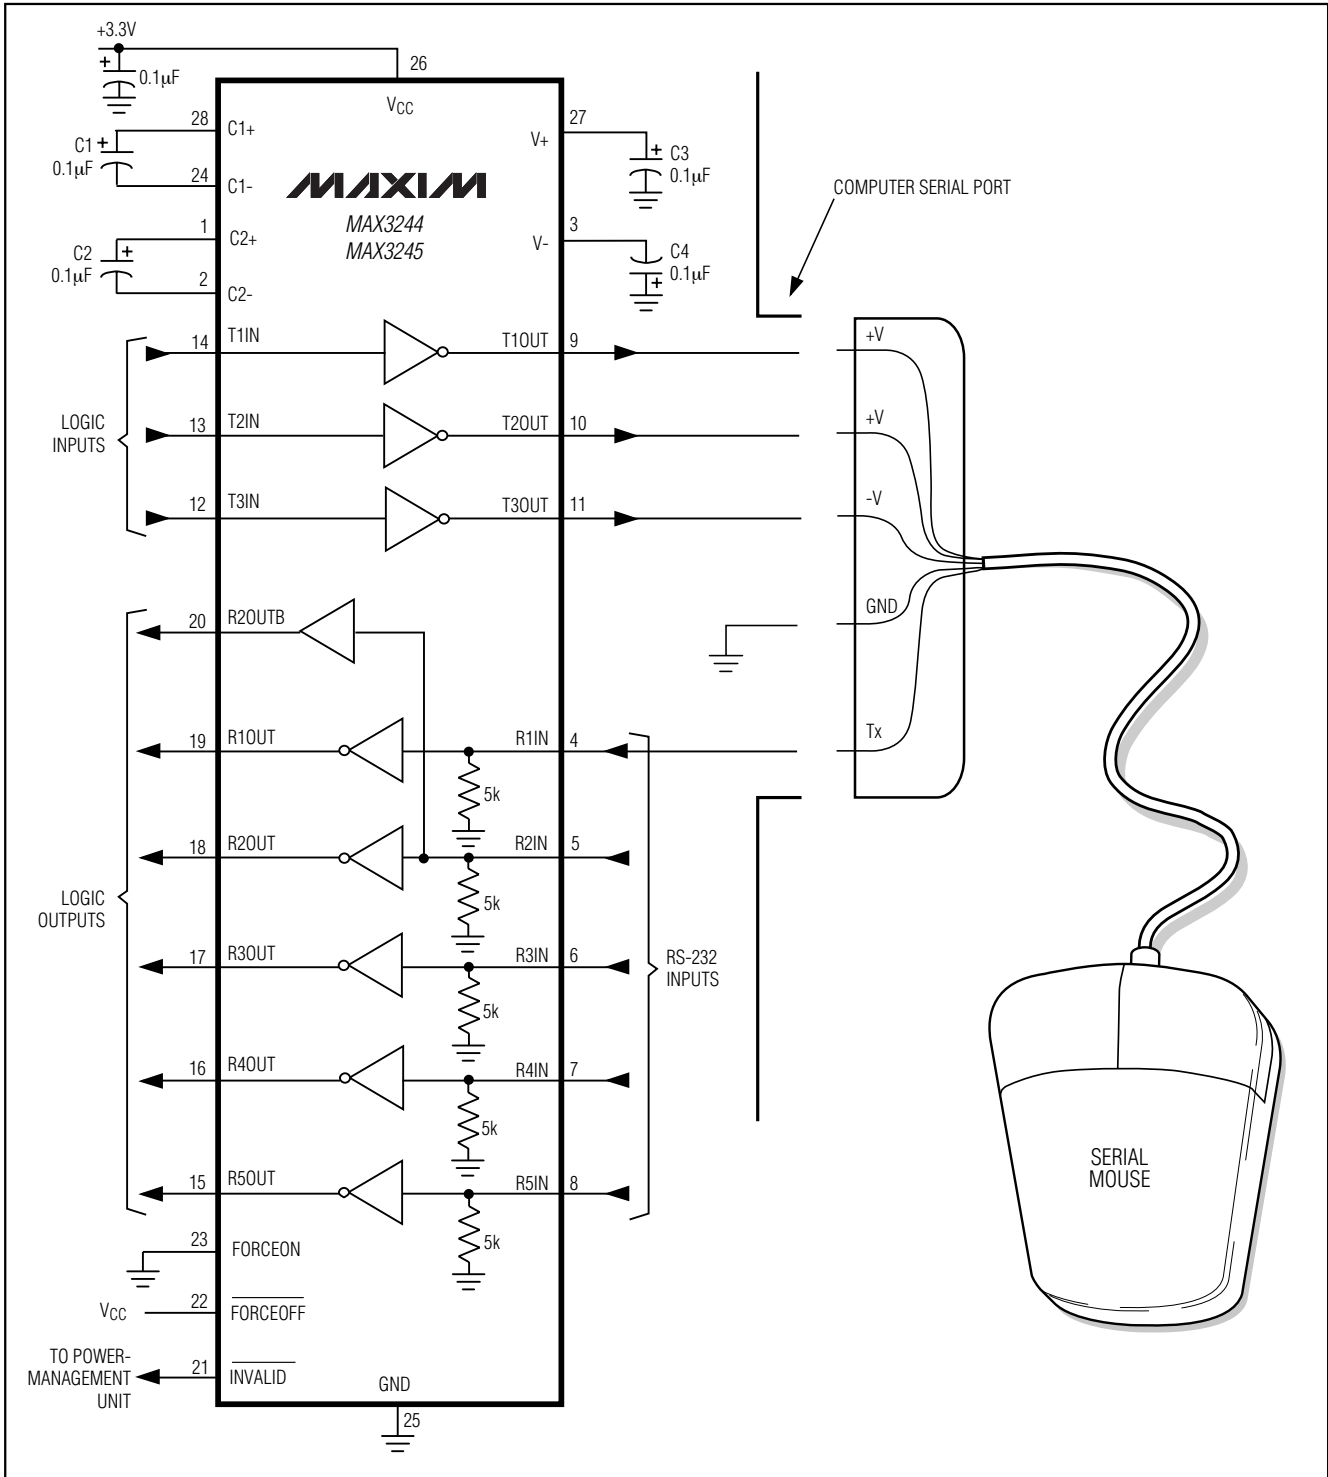 +3.3V
+
0.1µF
26
VCC
28
C1+
C1
+
0.1µF
24
C1-
1
C2+
C2
+
0.1µF
2
C2-
MAXIM
MAX3244
MAX3245
27
V+
+
C3
0.1µF
3
V-
C4
0.1µF
+
COMPUTER SERIAL PORT
LOGIC
INPUTS
14
T1IN
T1OUT
9
+V
13
T2IN
T2OUT
10
+V
12
T3IN
T3OUT
11
-V
20
R2OUTB
GND
19
R1OUT
R1IN
4
Tx
5k
18
R2OUT
R2IN
5
5k
LOGIC
OUTPUTS
17
R3OUT
R3IN
6
5k
RS-232
INPUTS
16
R4OUT
R4IN
7
5k
15
R5OUT
R5IN
8
5k
23
FORCEON
VCC
22
FORCEOFF
TO POWER-
MANAGEMENT
UNIT
21
INVALID
GND
25
SERIAL
MOUSE